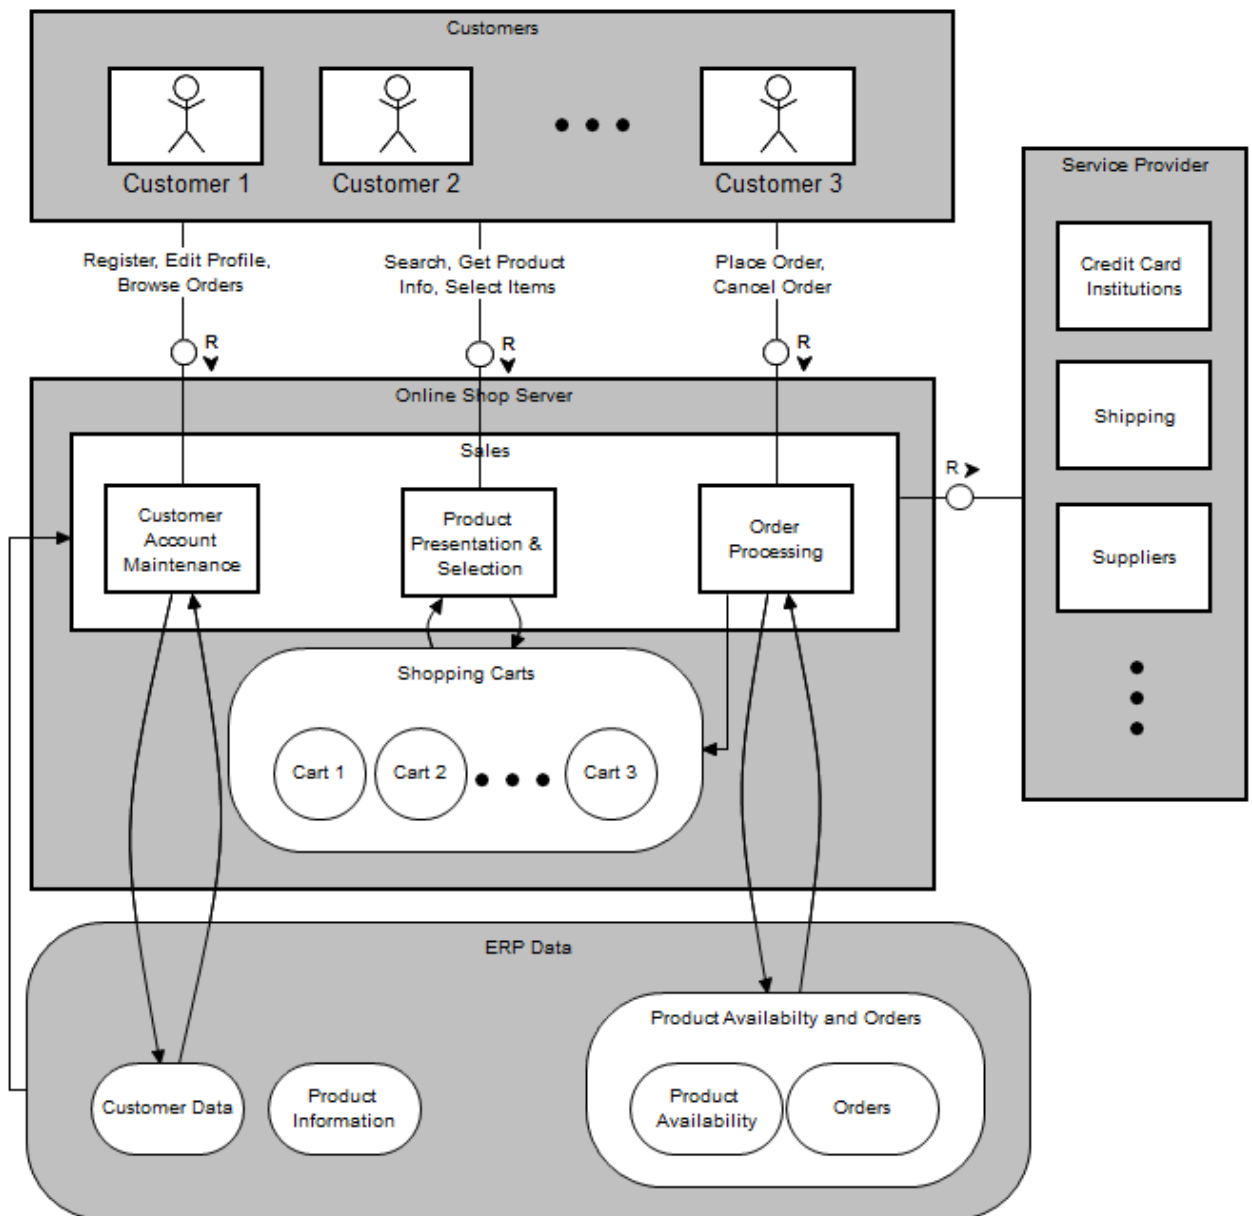 Customers
Customer 1
Customer 2
Customer 3
Service Provider
Credit Card
Institutions
Shipping
Suppliers
Register, Edit Profile,
Browse Orders
Search, Get Product
Info, Select Items
Place Order,
Cancel Order
R
R
R
R
Online Shop Server
Sales
Customer
Account
Maintenance
Product
Presentation &
Selection
Order
Processing
Shopping Carts
Cart 1
Cart 2
Cart 3
ERP Data
Customer Data
Product
Information
Product Availabilty and Orders
Product
Availability
Orders